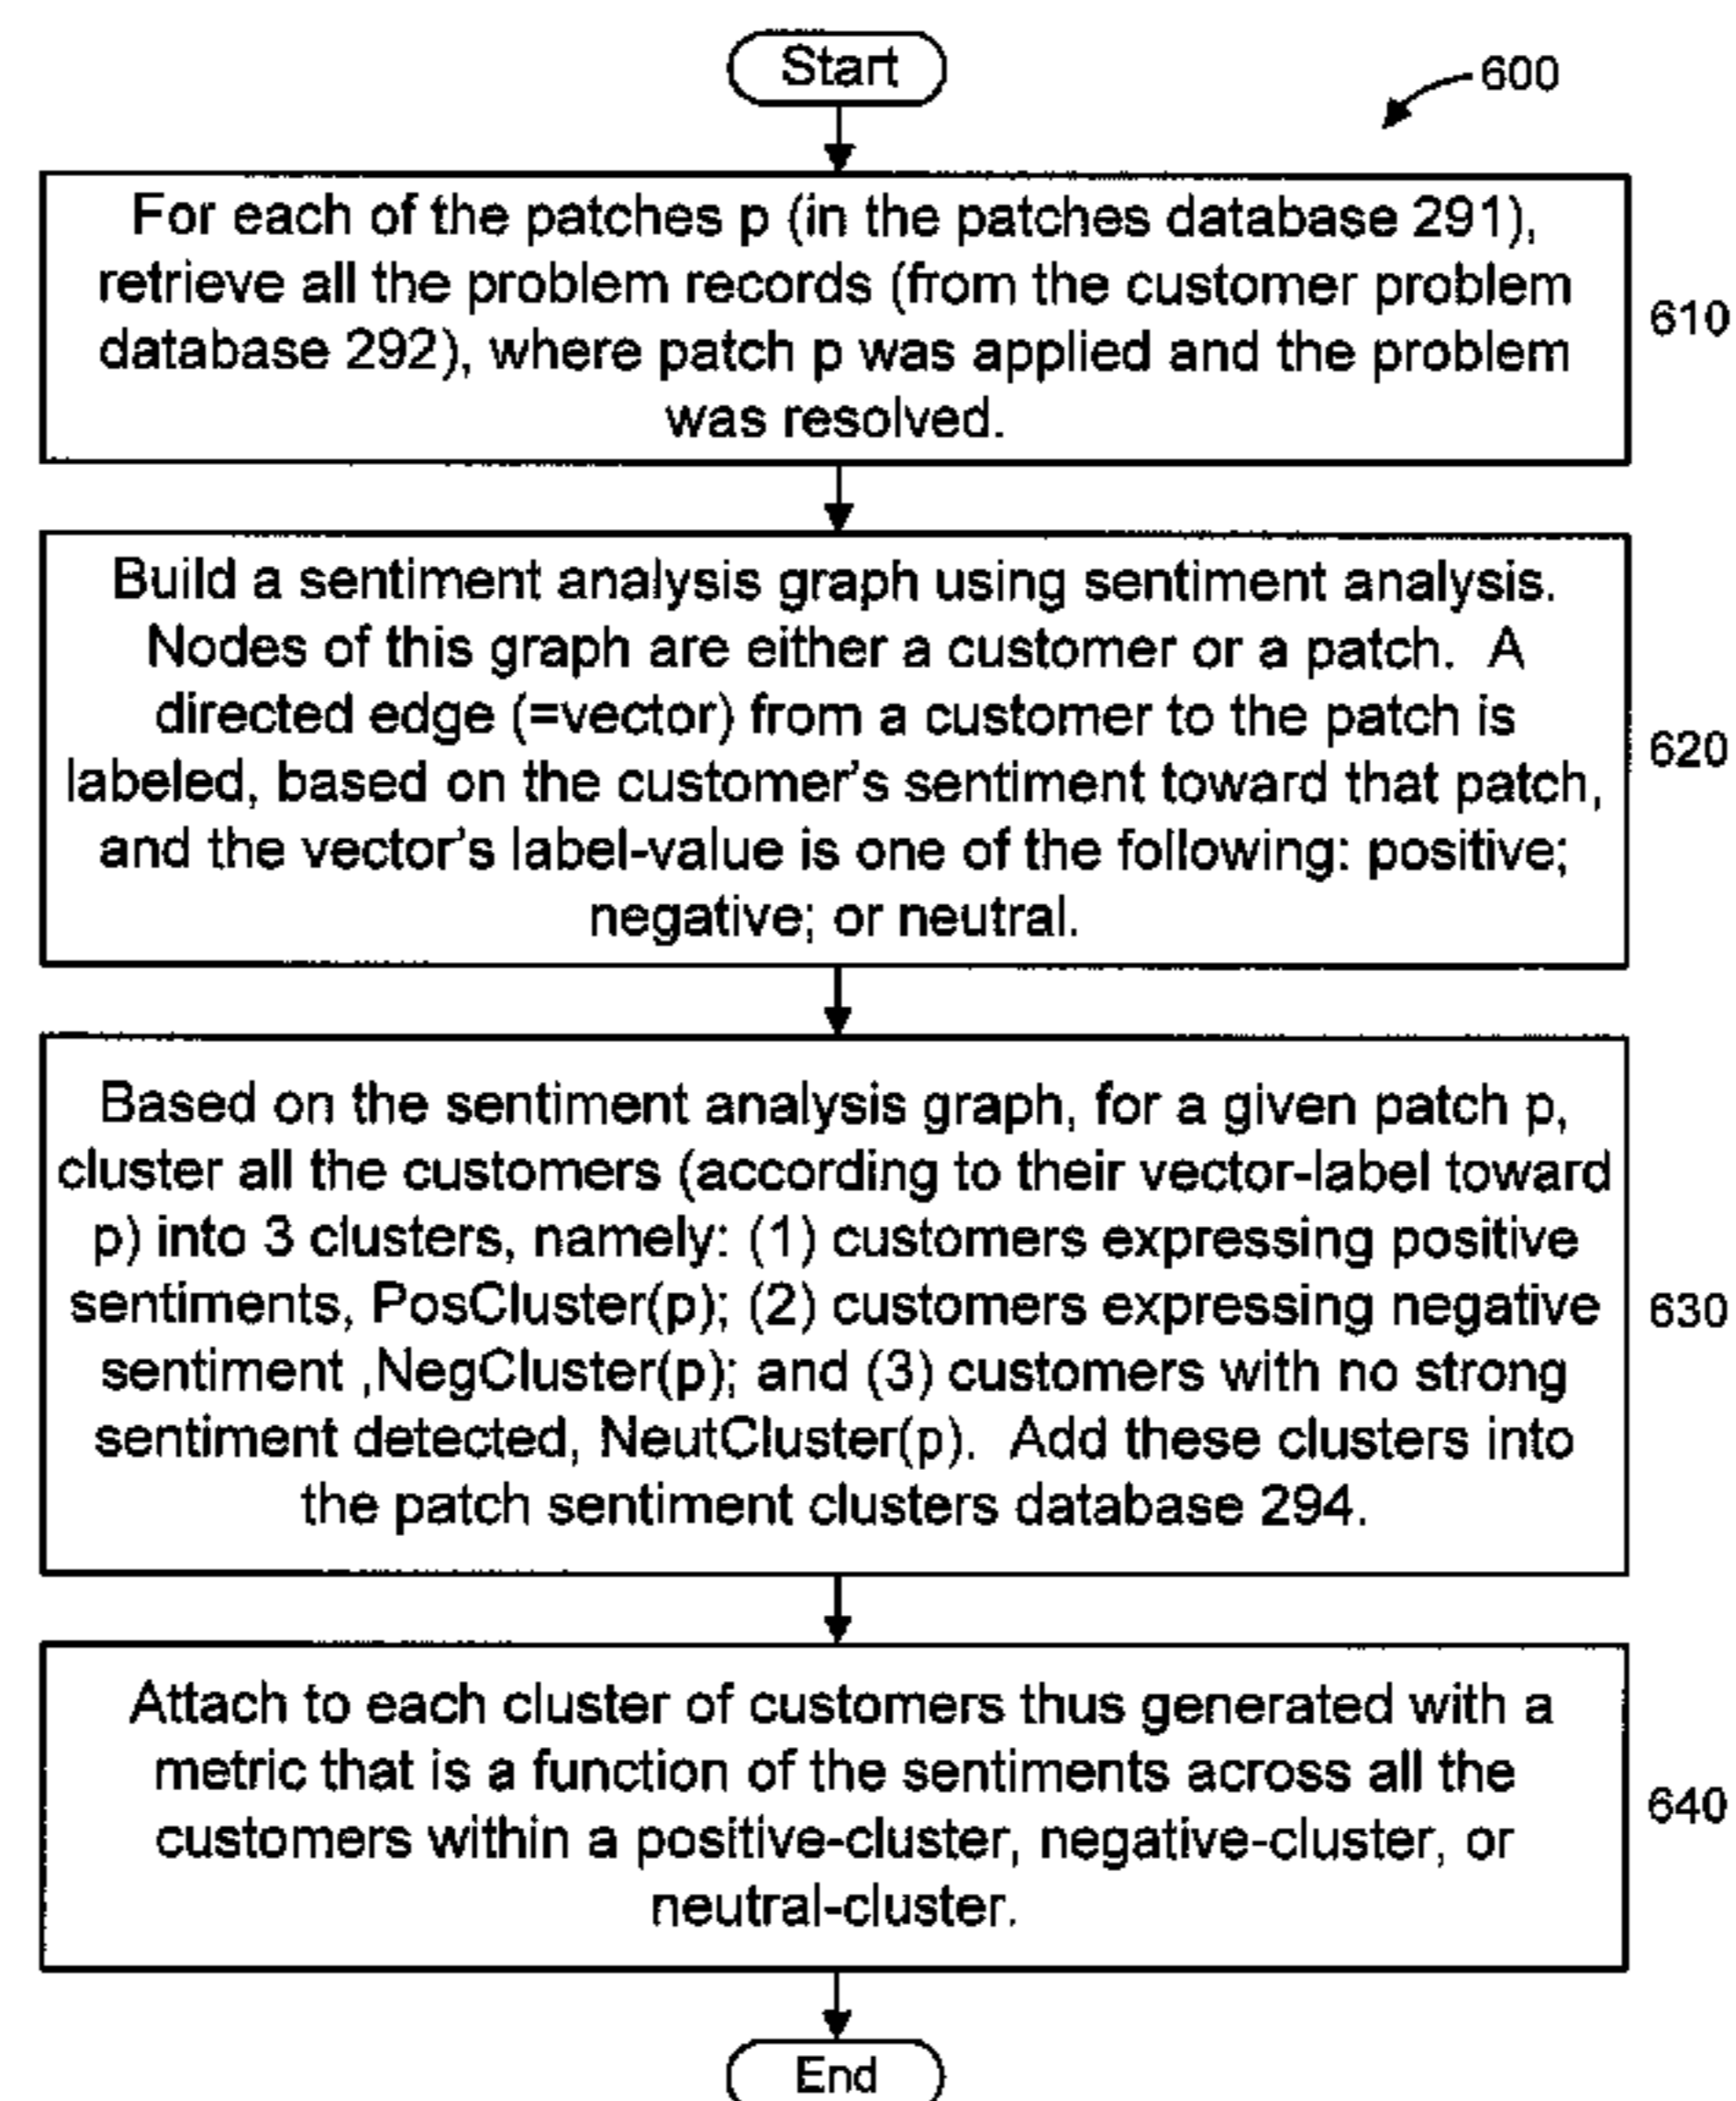 Start
600
For each of the patches p (in the patches database 291),
retrieve all the problem records (from the customer problem
database 292), where patch p was applied and the problem
was resolved.
610
Build a sentiment analysis graph using sentiment analysis.
Nodes of this graph are either a customer or a patch. A
directed edge (=vector) from a customer to the patch is
labeled, based on the customer's sentiment toward that patch,
and the vector's label-value is one of the following: positive;
negative; or neutral.
620
Based on the sentiment analysis graph, for a given patch p,
cluster all the customers (according to their vector-label toward
p) into 3 clusters, namely: (1) customers expressing positive
sentiments, PosCluster(p); (2) customers expressing negative
sentiment ,NegCluster(p); and (3) customers with no strong
sentiment detected, NeutCluster(p). Add these clusters into
the patch sentiment clusters database 294.
630
Attach to each cluster of customers thus generated with a
metric that is a function of the sentiments across all the
customers within a positive-cluster, negative-cluster, or
neutral-cluster.
640
End